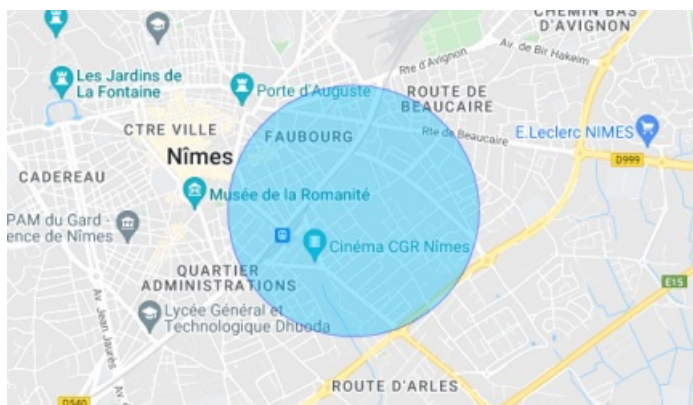 CHEMIN BAS
D'AVIGNON
Av. de Bir Hakeim
Rte d'Avignon
Les Jardins de
La Fontaine
Porte d'Auguste
ROUTE DE
BEAUCAIRE
CTRE VILLE
FAUBOURG
Rte de Beaucaire
E.Leclerc NIMES
Nîmes
D999
CADEREAU
Musée de la Romanité
PAM du Gard -
ence de Nîmes
Cinéma CGR Nîmes
QUARTIER
ADMINISTRATIONS
E15
Av. Jean Jaurès
Lycée Général et
Technologique Dhuoda
ROUTE D'ARLES
Av.
D540